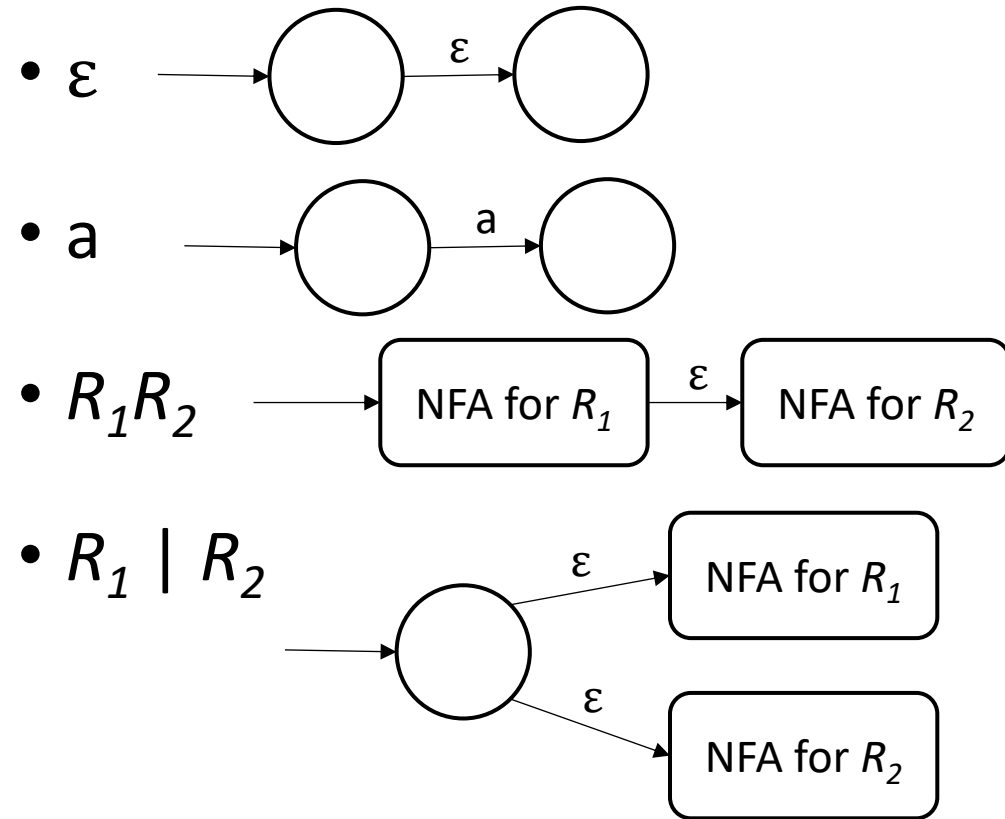 • ε ε
• a a
• R₁R₂ NFA for R₁ ε NFA for R₂
• R₁ | R₂ ε NFA for R₁
ε NFA for R₂